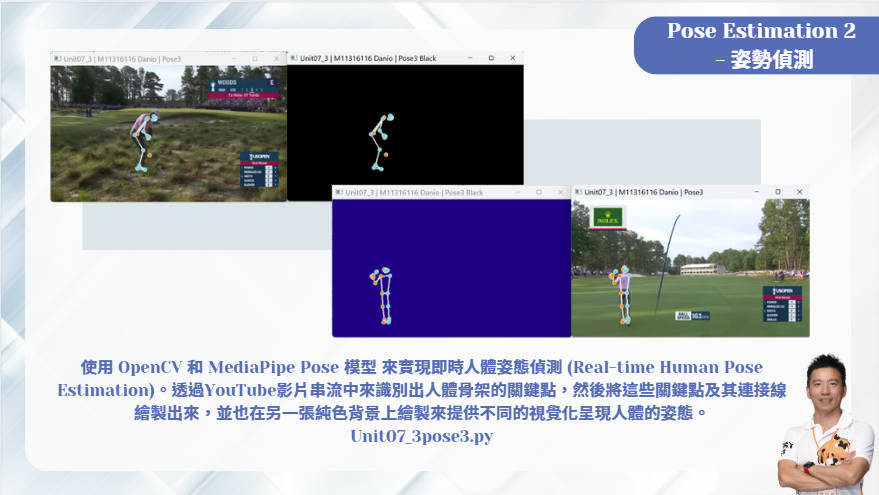 Pose Estimation 2
– 姿勢偵測
Unit07_3 | M11316116 Danio | Pose3
Unit07_3 | M11316116 Danio | Pose3 Black
WOODS E
USOPEN
Unit07_3 | M11316116 Danio | Pose3 Black
Unit07_3 | M11316116 Danio | Pose3
ROLEX
BALL SPEED 163
USOPEN
使用 OpenCV 和 MediaPipe Pose 模型 來實現即時人體姿態偵測 (Real-time Human Pose
Estimation)。透過YouTube影片串流中來識別出人體骨架的關鍵點，然後將這些關鍵點及其連接線
繪製出來，並也在另一張純色背景上繪製來提供不同的視覺化呈現人體的姿態。
Unit07_3pose3.py